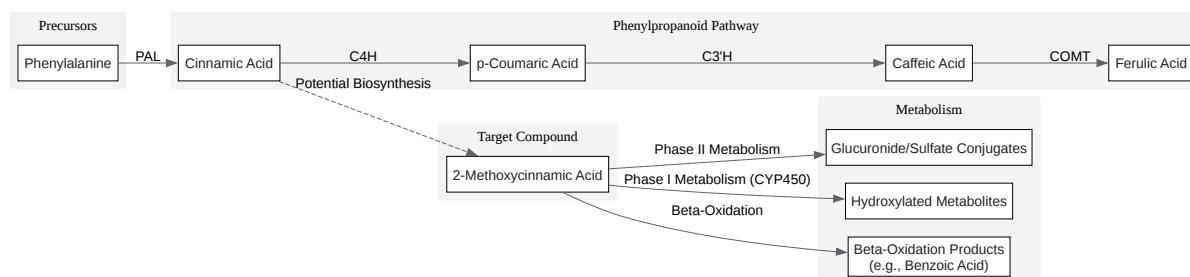 Precursors
Phenylpropanoid Pathway
Phenylalanine
PAL
Cinnamic Acid
C4H
p-Coumaric Acid
C3'H
Caffeic Acid
COMT
Ferulic Acid
Potential Biosynthesis
Metabolism
Target Compound
2-Methoxycinnamic Acid
Phase II Metabolism
Glucuronide/Sulfate Conjugates
Phase I Metabolism (CYP450)
Hydroxylated Metabolites
Beta-Oxidation
Beta-Oxidation Products
(e.g., Benzoic Acid)